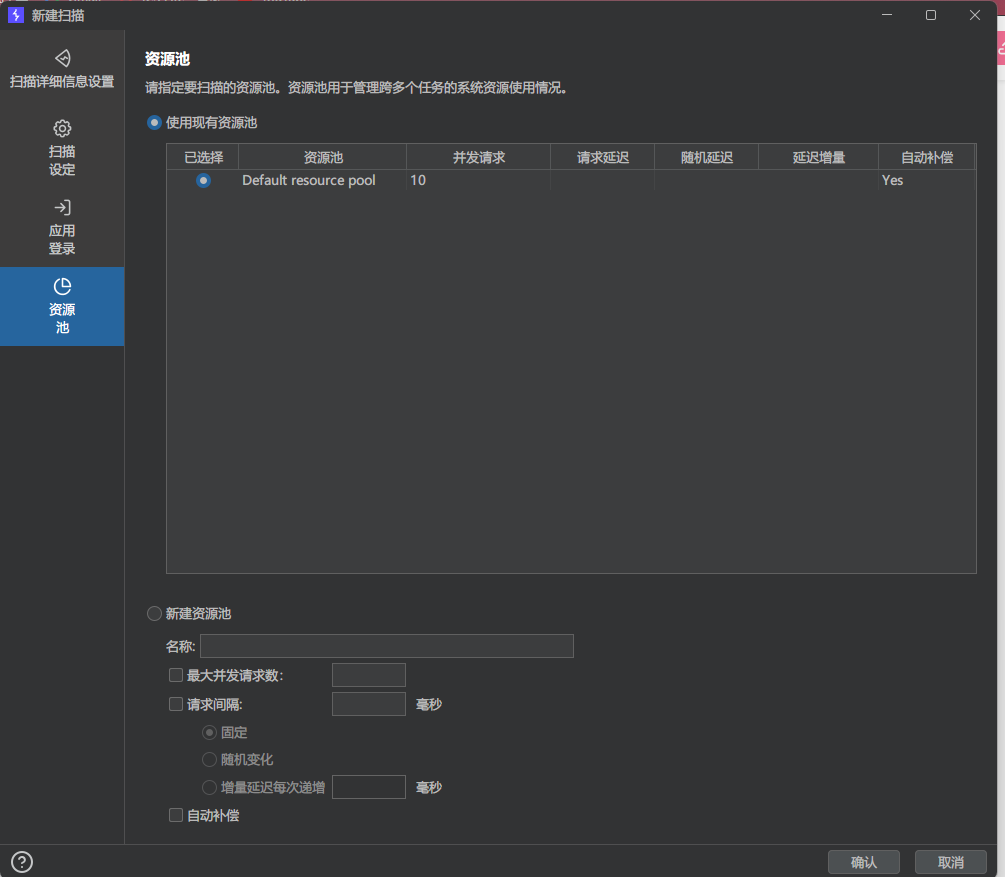 新建扫描
扫描详细信息设置
扫描
设定
应用
登录
资源
池
资源池
请指定要扫描的资源池。资源池用于管理跨多个任务的系统资源使用情况。
使用现有资源池
已选择 资源池 并发请求 请求延迟 随机延迟 延迟增量 自动补偿
Default resource pool 10 Yes
新建资源池
名称:
最大并发请求数:
请求间隔: 毫秒
固定
随机变化
增量延迟每次递增 毫秒
自动补偿
确认 取消